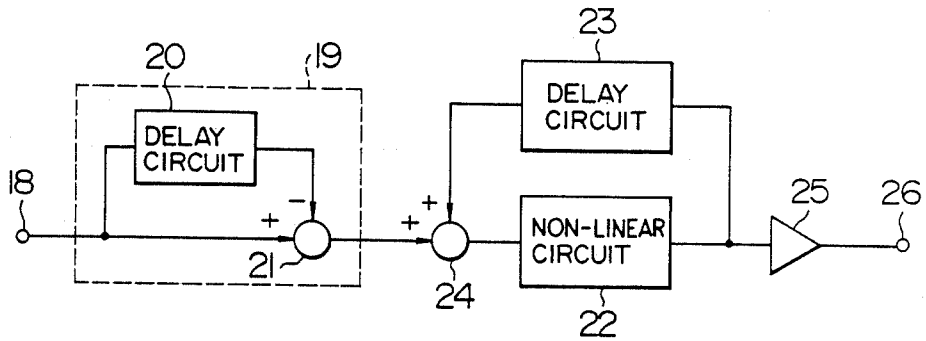 23
20
19
DELAY
CIRCUIT
DELAY
CIRCUIT
18
25
26
+
−
+
+
NON-LINEAR
CIRCUIT
21
24
22